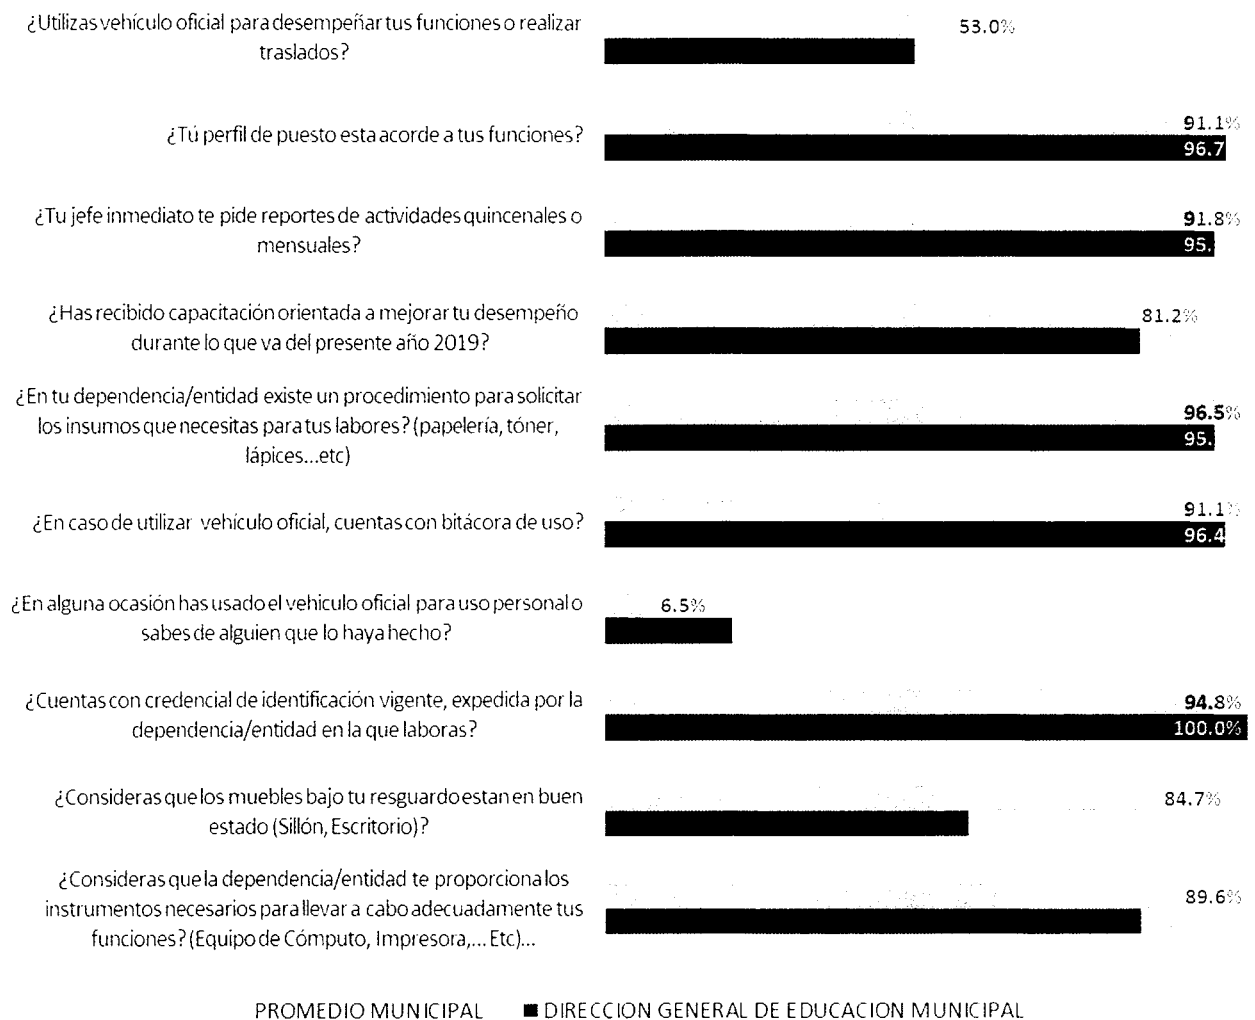 ¿Utilizas vehículo oficial para desempeñar tus funciones o realizar
traslados?
53.0%
¿Tú perfil de puesto esta acorde a tus funciones?
91.1%
96.7
¿Tu jefe inmediato te pide reportes de actividades quincenales o
mensuales?
91.8%
95.
¿Has recibido capacitación orientada a mejorar tu desempeño
durante lo que va del presente año 2019?
81.2%
¿En tu dependencia/entidad existe un procedimiento para solicitar
los insumos que necesitas para tus labores? (papelería, tóner,
lápices...etc)
96.5%
95.
¿En caso de utilizar vehículo oficial, cuentas con bitácora de uso?
91.1%
96.4
¿En alguna ocasión has usado el vehiculo oficial para uso personal o
sabes de alguien que lo haya hecho?
6.5%
¿Cuentas con credencial de identificación vigente, expedida por la
dependencia/entidad en la que laboras?
94.8%
100.0%
¿Consideras que los muebles bajo tu resguardo estan en buen
estado (Sillón, Escritorio)?
84.7%
¿Consideras que la dependencia/entidad te proporciona los
instrumentos necesarios para llevar a cabo adecuadamente tus
funciones? (Equipo de Cómputo, Impresora,... Etc)...
89.6%
PROMEDIO MUNICIPAL
DIRECCION GENERAL DE EDUCACION MUNICIPAL